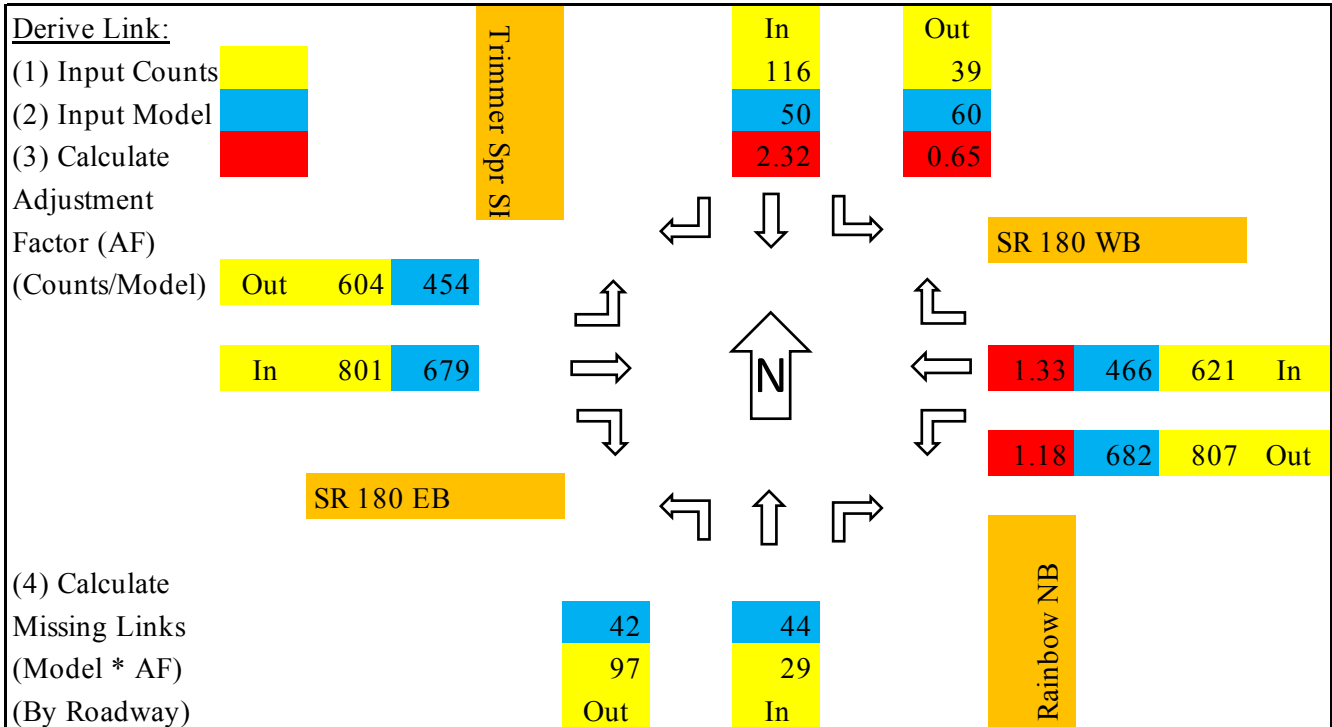 Derive Link:
(1) Input Counts
(2) Input Model
(3) Calculate
Adjustment
Factor (AF)
(Counts/Model)
Trimmer Spr
In Out
116 39
50 60
2.32 0.65
SR 180 WB
Out 604 454
In 801 679
N
1.33 466 621 In
1.18 682 807 Out
SR 180 EB
(4) Calculate
Missing Links
(Model * AF)
(By Roadway)
42 44
97 29
Out In
Rainbow NB